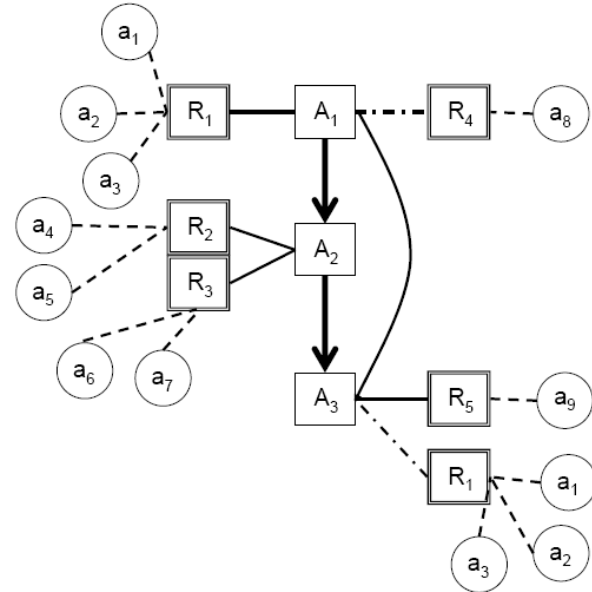 a₁
a₂ R₁ A₁ R₄ a₈
a₃
a₄ R₂ A₂
a₅ R₃
a₆ a₇
A₃ R₅ a₉
R₁ a₁
a₃ a₂